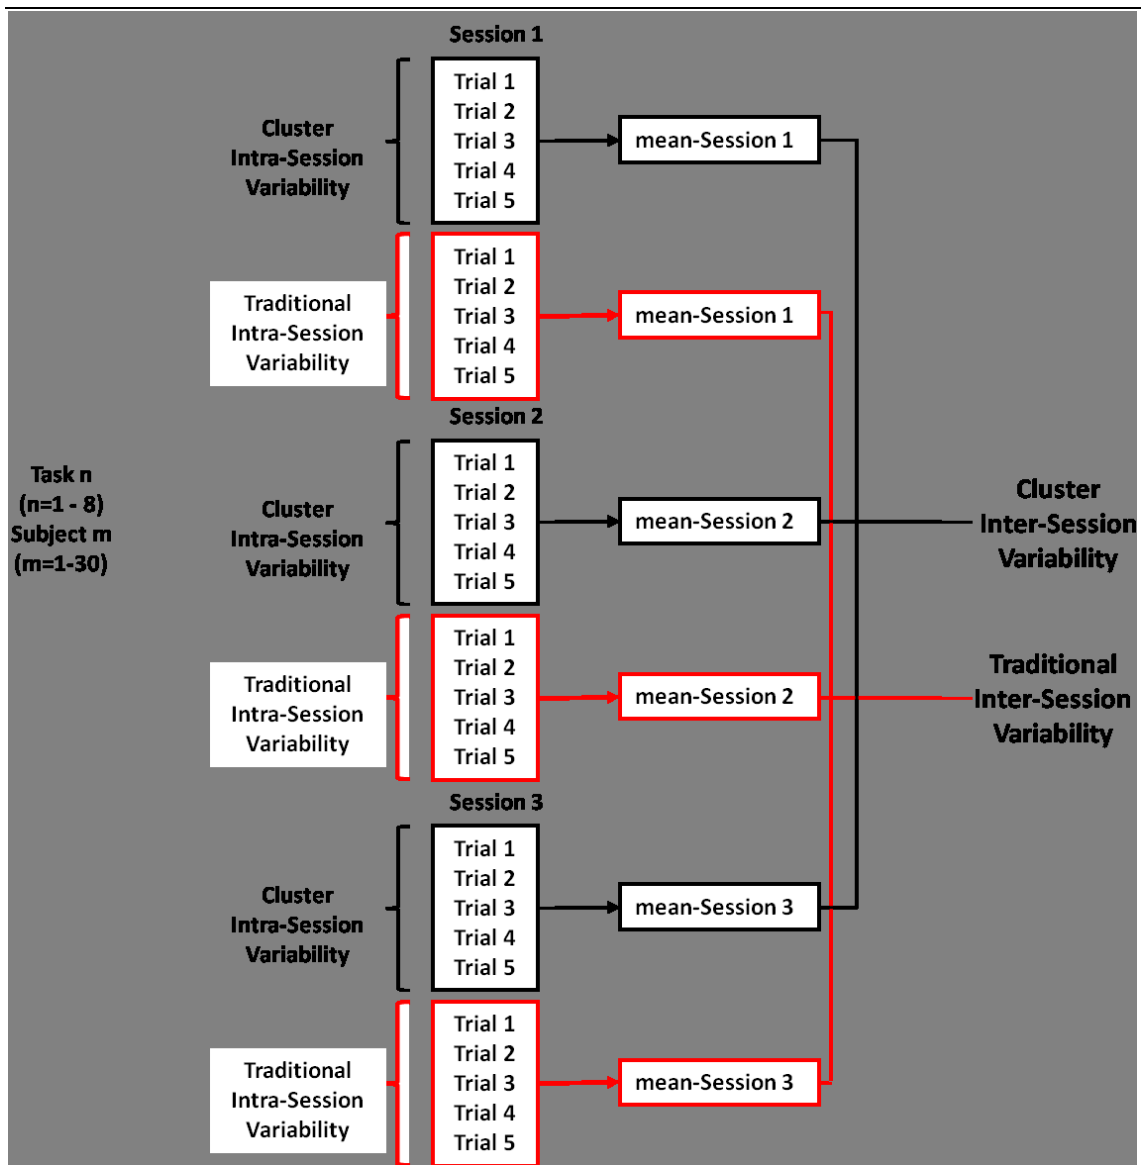 Session 1
Cluster
Intra-Session
Variability
Trial 1
Trial 2
Trial 3
Trial 4
Trial 5
mean-Session 1
Traditional
Intra-Session
Variability
Trial 1
Trial 2
Trial 3
Trial 4
Trial 5
mean-Session 1
Session 2
Task n
(n=1 - 8)
Subject m
(m=1-30)
Cluster
Intra-Session
Variability
Trial 1
Trial 2
Trial 3
Trial 4
Trial 5
mean-Session 2
Cluster
Inter-Session
Variability
Traditional
Intra-Session
Variability
Trial 1
Trial 2
Trial 3
Trial 4
Trial 5
mean-Session 2
Traditional
Inter-Session
Variability
Session 3
Cluster
Intra-Session
Variability
Trial 1
Trial 2
Trial 3
Trial 4
Trial 5
mean-Session 3
Traditional
Intra-Session
Variability
Trial 1
Trial 2
Trial 3
Trial 4
Trial 5
mean-Session 3